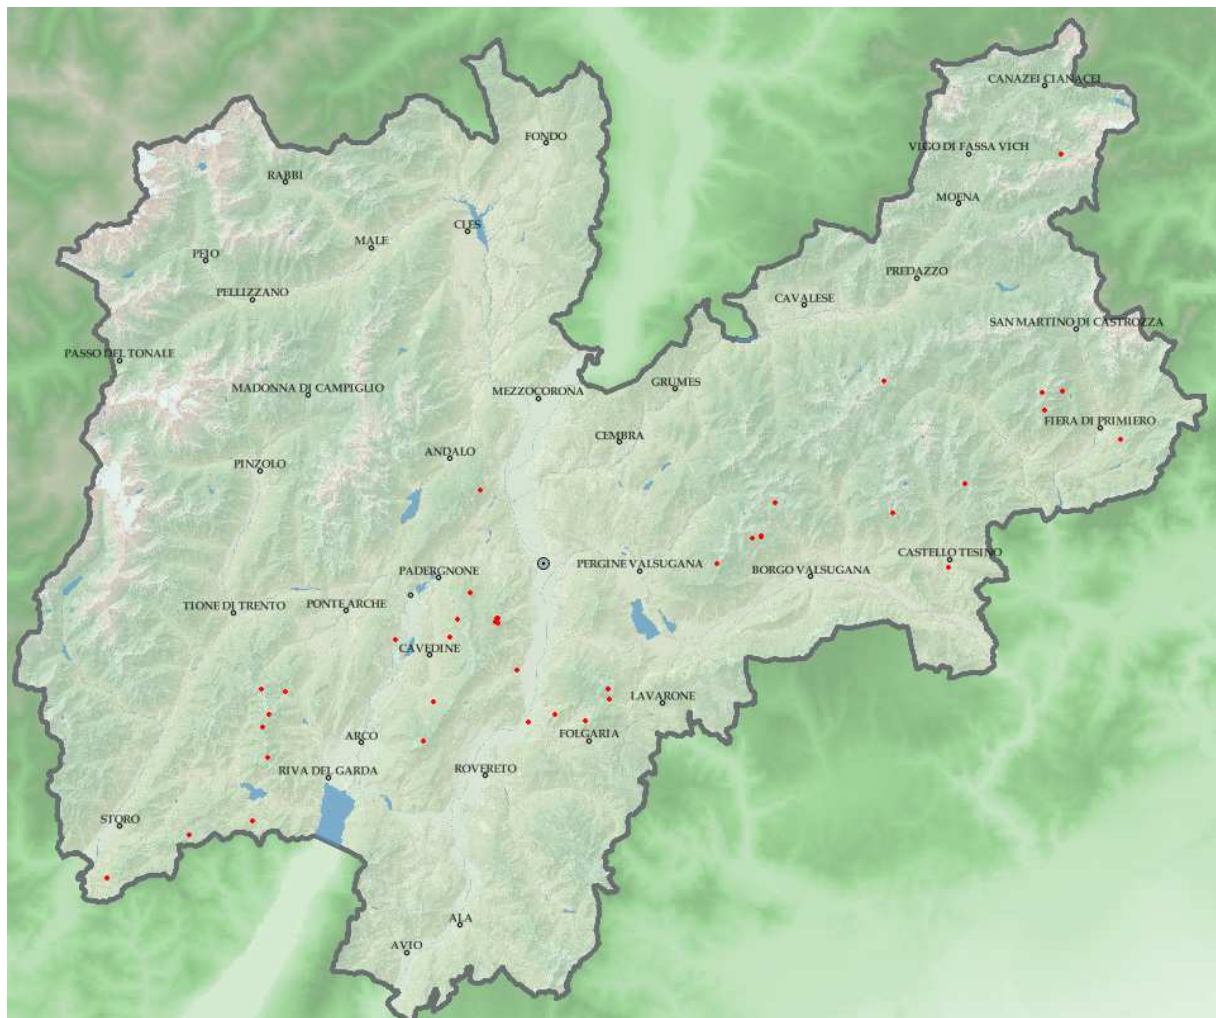 CANAZEI CIANACEI
FONDO
VIGO DI FASSA VICH
RABBI
MOENA
CLES
MALE
PEIO
PREDAZZO
PELLIZZANO
CAVALESE
SAN MARTINO DI CASTROZZA
PASSO DEL TONALE
GRUMES
MADONNA DI CAMPIGLIO
MEZZOCORONA
FIERA DI PRIMIERO
CEMBRA
ANDALO
PINZOLO
CASTELLO TESINO
PERGINE VALSUGANA
BORGO VALSUGANA
PADERGNONE
TIONE DI TRENTO
PONTE ARCHE
CAVEDINE
LAVARONE
ARCO
FOLGARIA
RIVA DEL GARDA
ROVERETO
STORO
ALA
AVIO